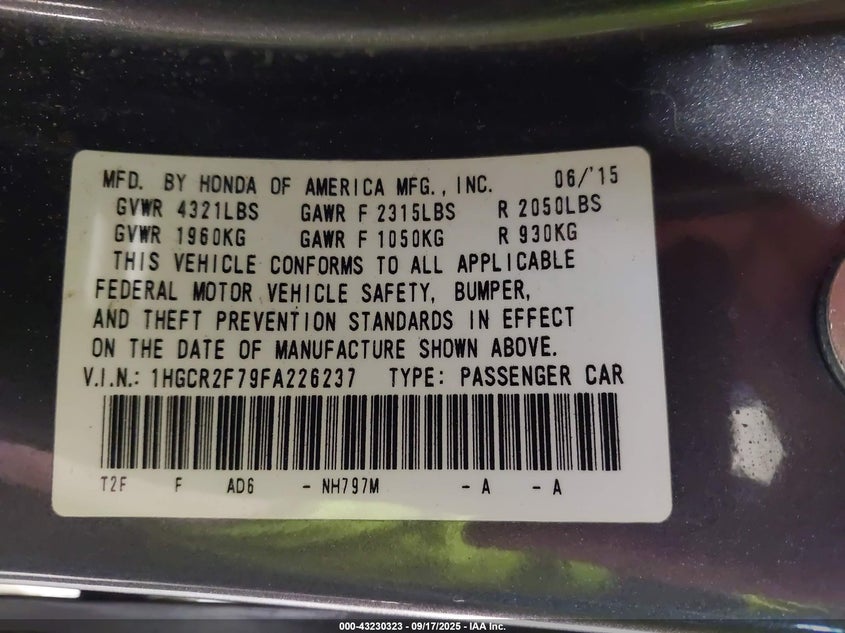 MFD. BY HONDA OF AMERICA MFG., INC. 06/'15
GVWR 4321LBS GAWR F 2315LBS R 2050LBS
GVWR 1960KG GAWR F 1050KG R 930KG
THIS VEHICLE CONFORMS TO ALL APPLICABLE
FEDERAL MOTOR VEHICLE SAFETY, BUMPER,
AND THEFT PREVENTION STANDARDS IN EFFECT
ON THE DATE OF MANUFACTURE SHOWN ABOVE.
V.I.N.: 1HGCR2F79FA226237 TYPE: PASSENGER CAR
T2F F AD6 - NH797M - A - A
000-43230323 - 09/17/2025 - IAA Inc.